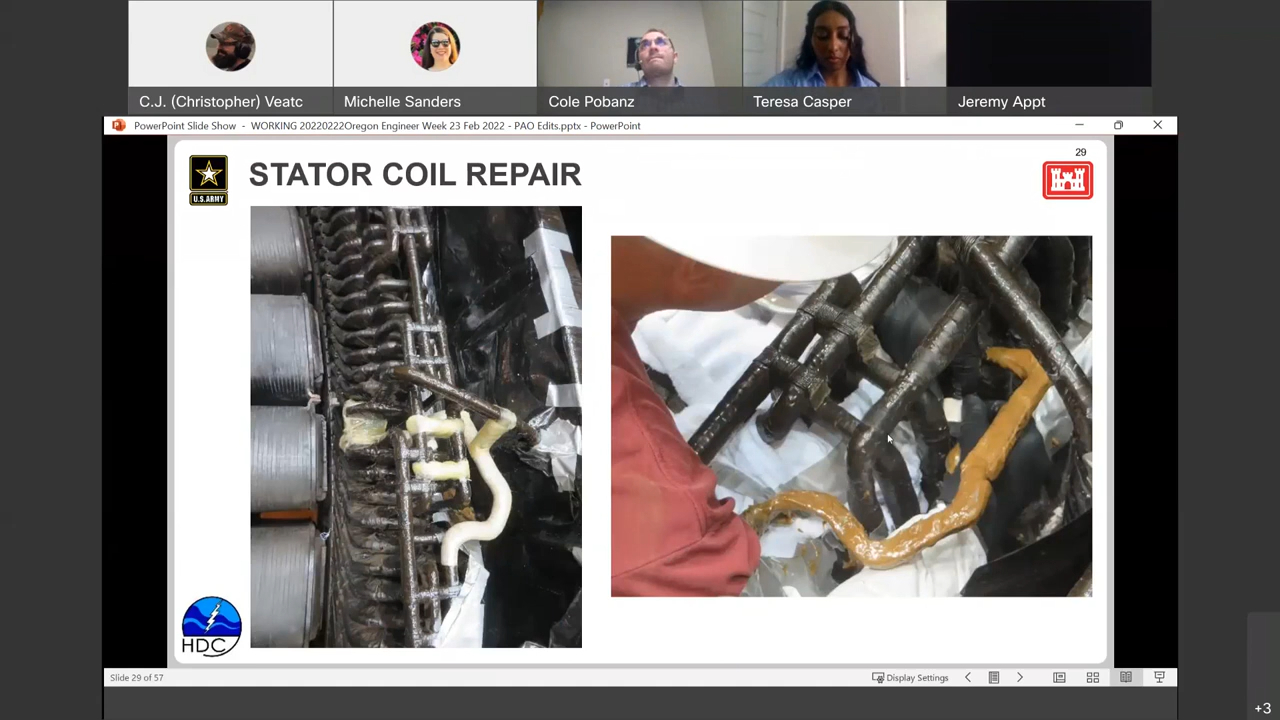 C.J. (Christopher) Veatc
Michelle Sanders
Cole Pobanz
Teresa Casper
Jeremy Appt
PowerPoint Slide Show - WORKING 20220222Oregon Engineer Week 23 Feb 2022 - PAO Edits.pptx - PowerPoint
29
U.S.ARMY
STATOR COIL REPAIR
HDC
Slide 29 of 57
Display Settings
+3